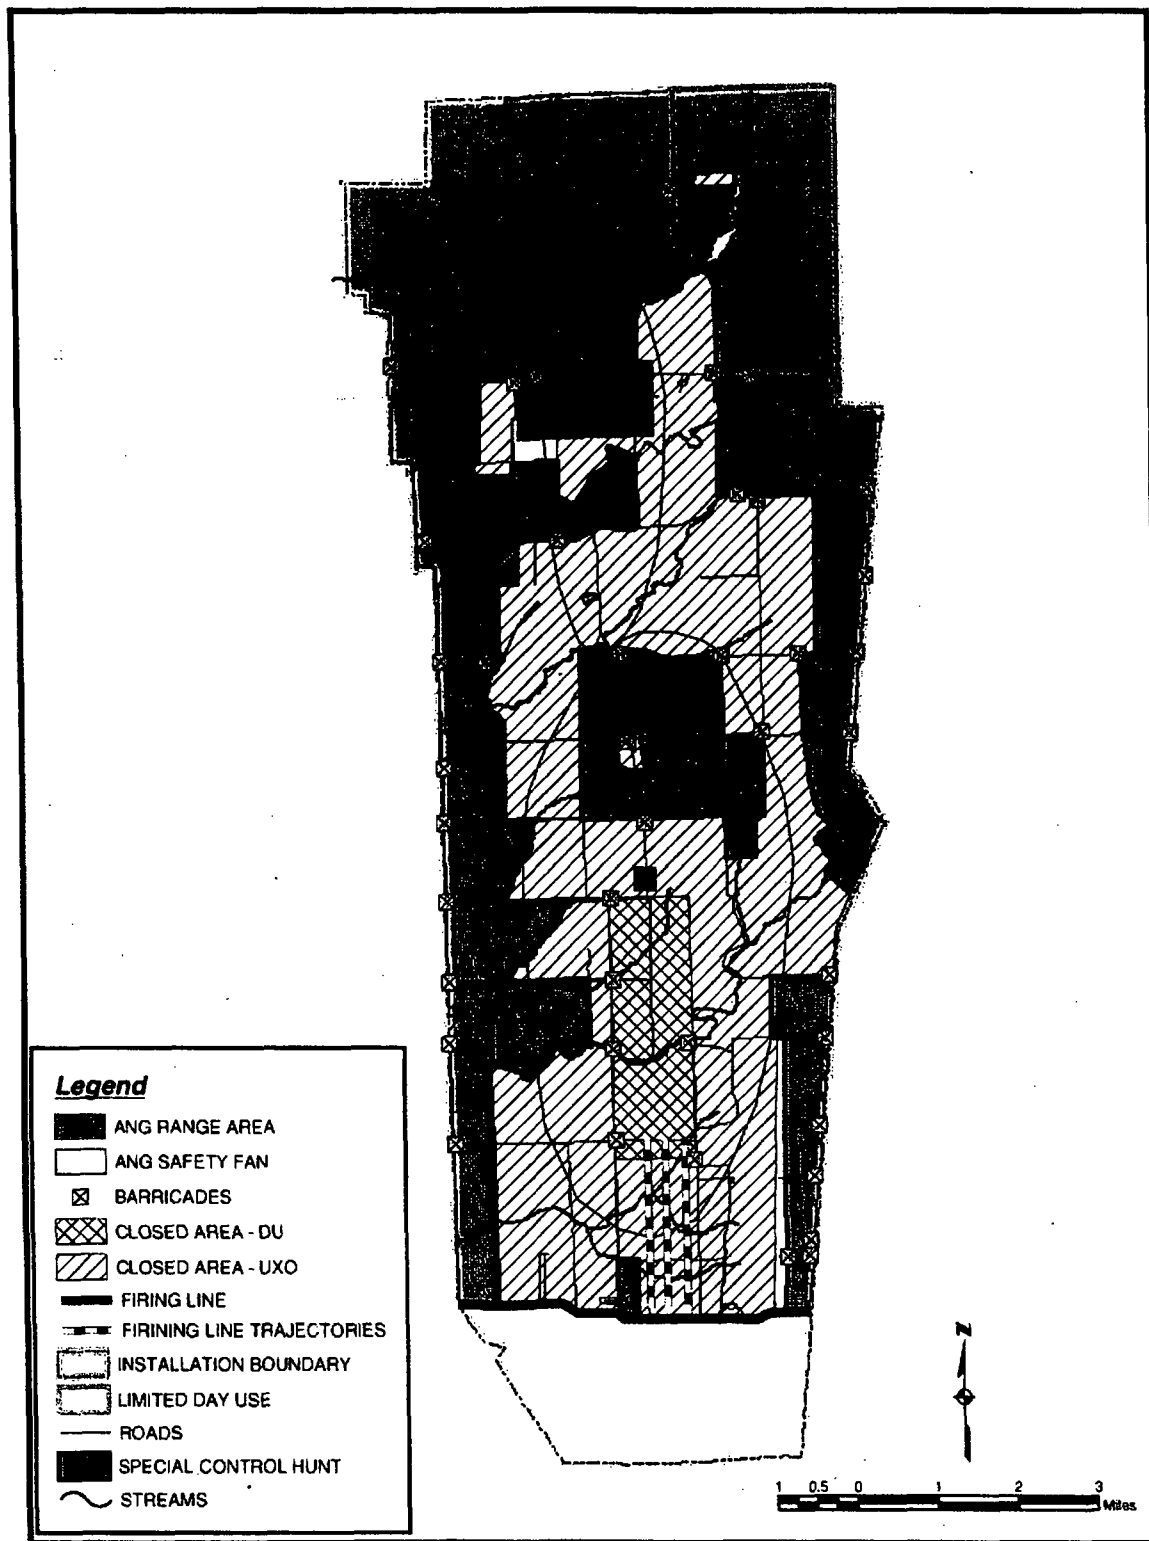 Legend
ANG RANGE AREA
ANG SAFETY FAN
BARRICADES
CLOSED AREA - DU
CLOSED AREA - UXO
FIRING LINE
FIRINING LINE TRAJECTORIES
INSTALLATION BOUNDARY
LIMITED DAY USE
ROADS
SPECIAL CONTROL HUNT
STREAMS
N
1 0.5 0 1 2 3
Miles